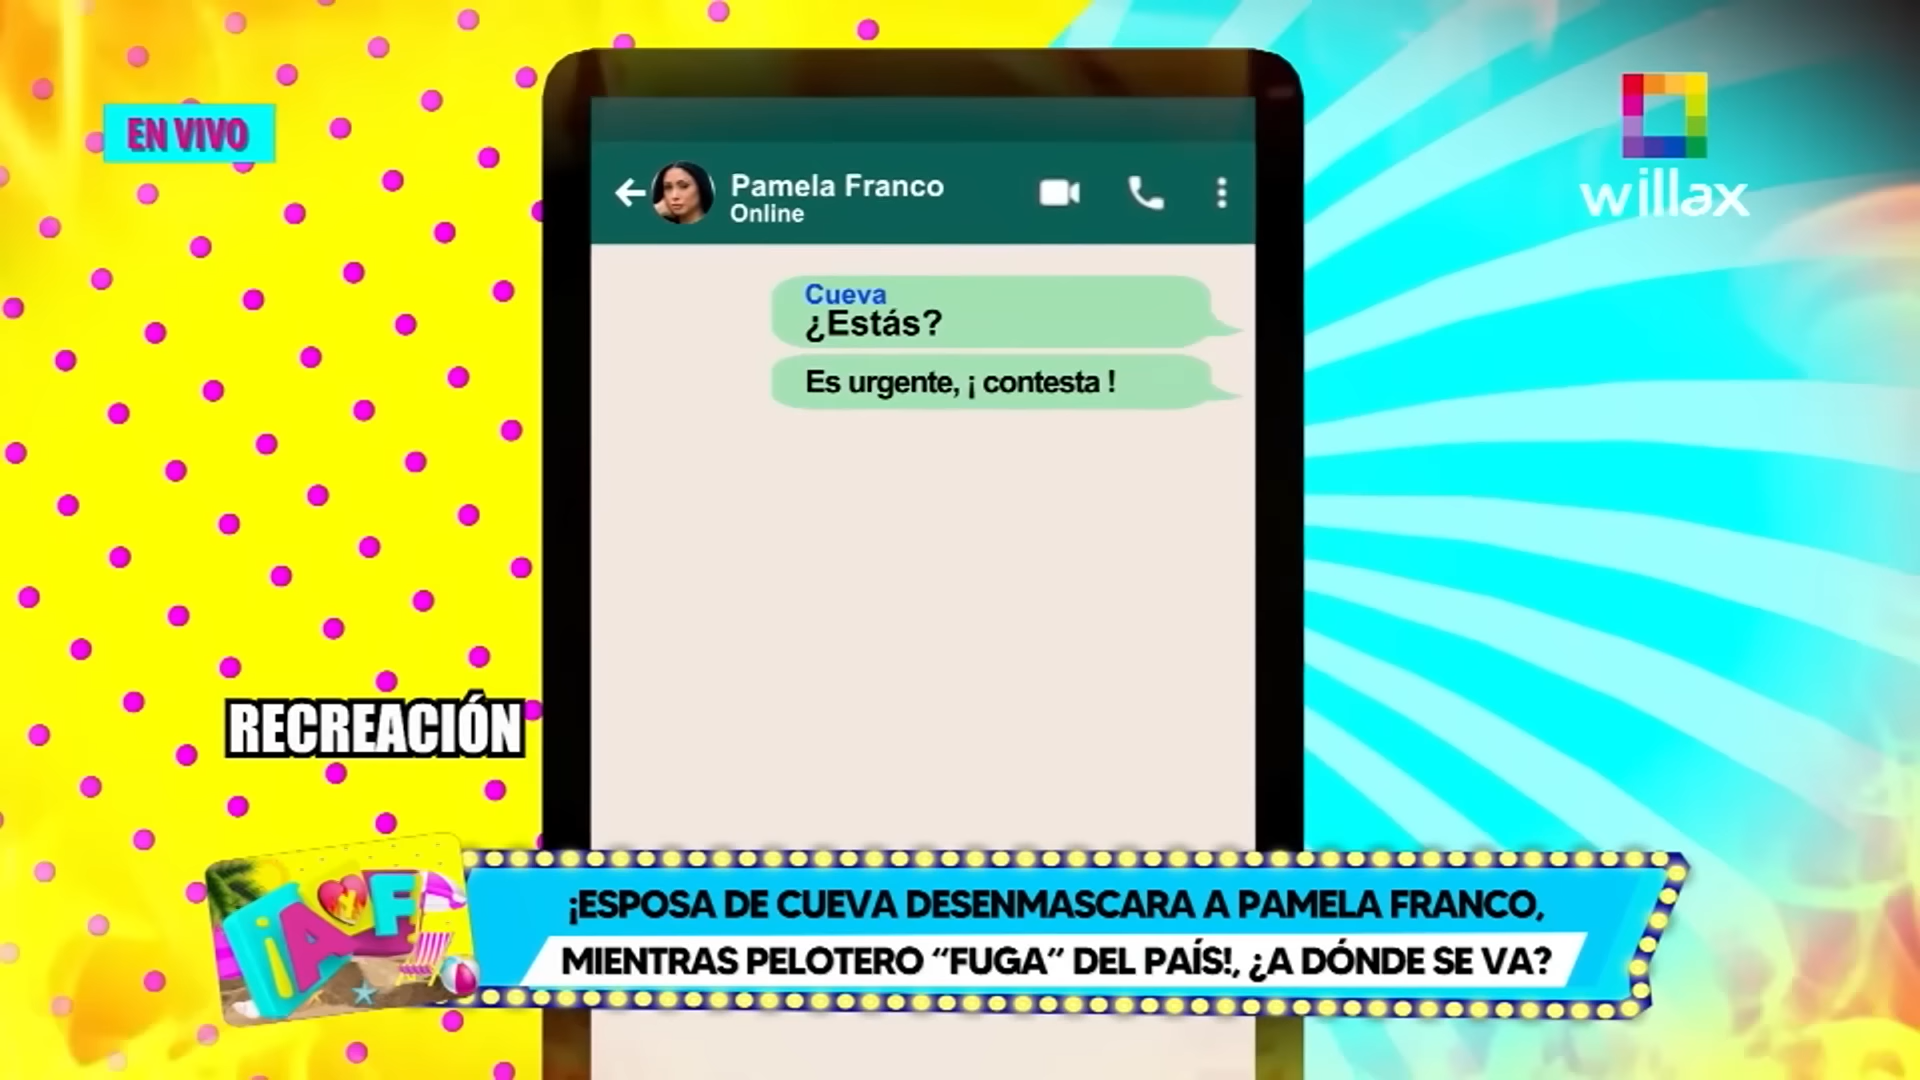 EN VIVO
willax
Pamela Franco
Online
Cueva
¿Estás?
Es urgente, ¡ contesta !
RECREACIÓN
¡A F
¡ESPOSA DE CUEVA DESENMASCARA A PAMELA FRANCO,
MIENTRAS PELOTERO “FUGA” DEL PAÍS!, ¿A DÓNDE SE VA?